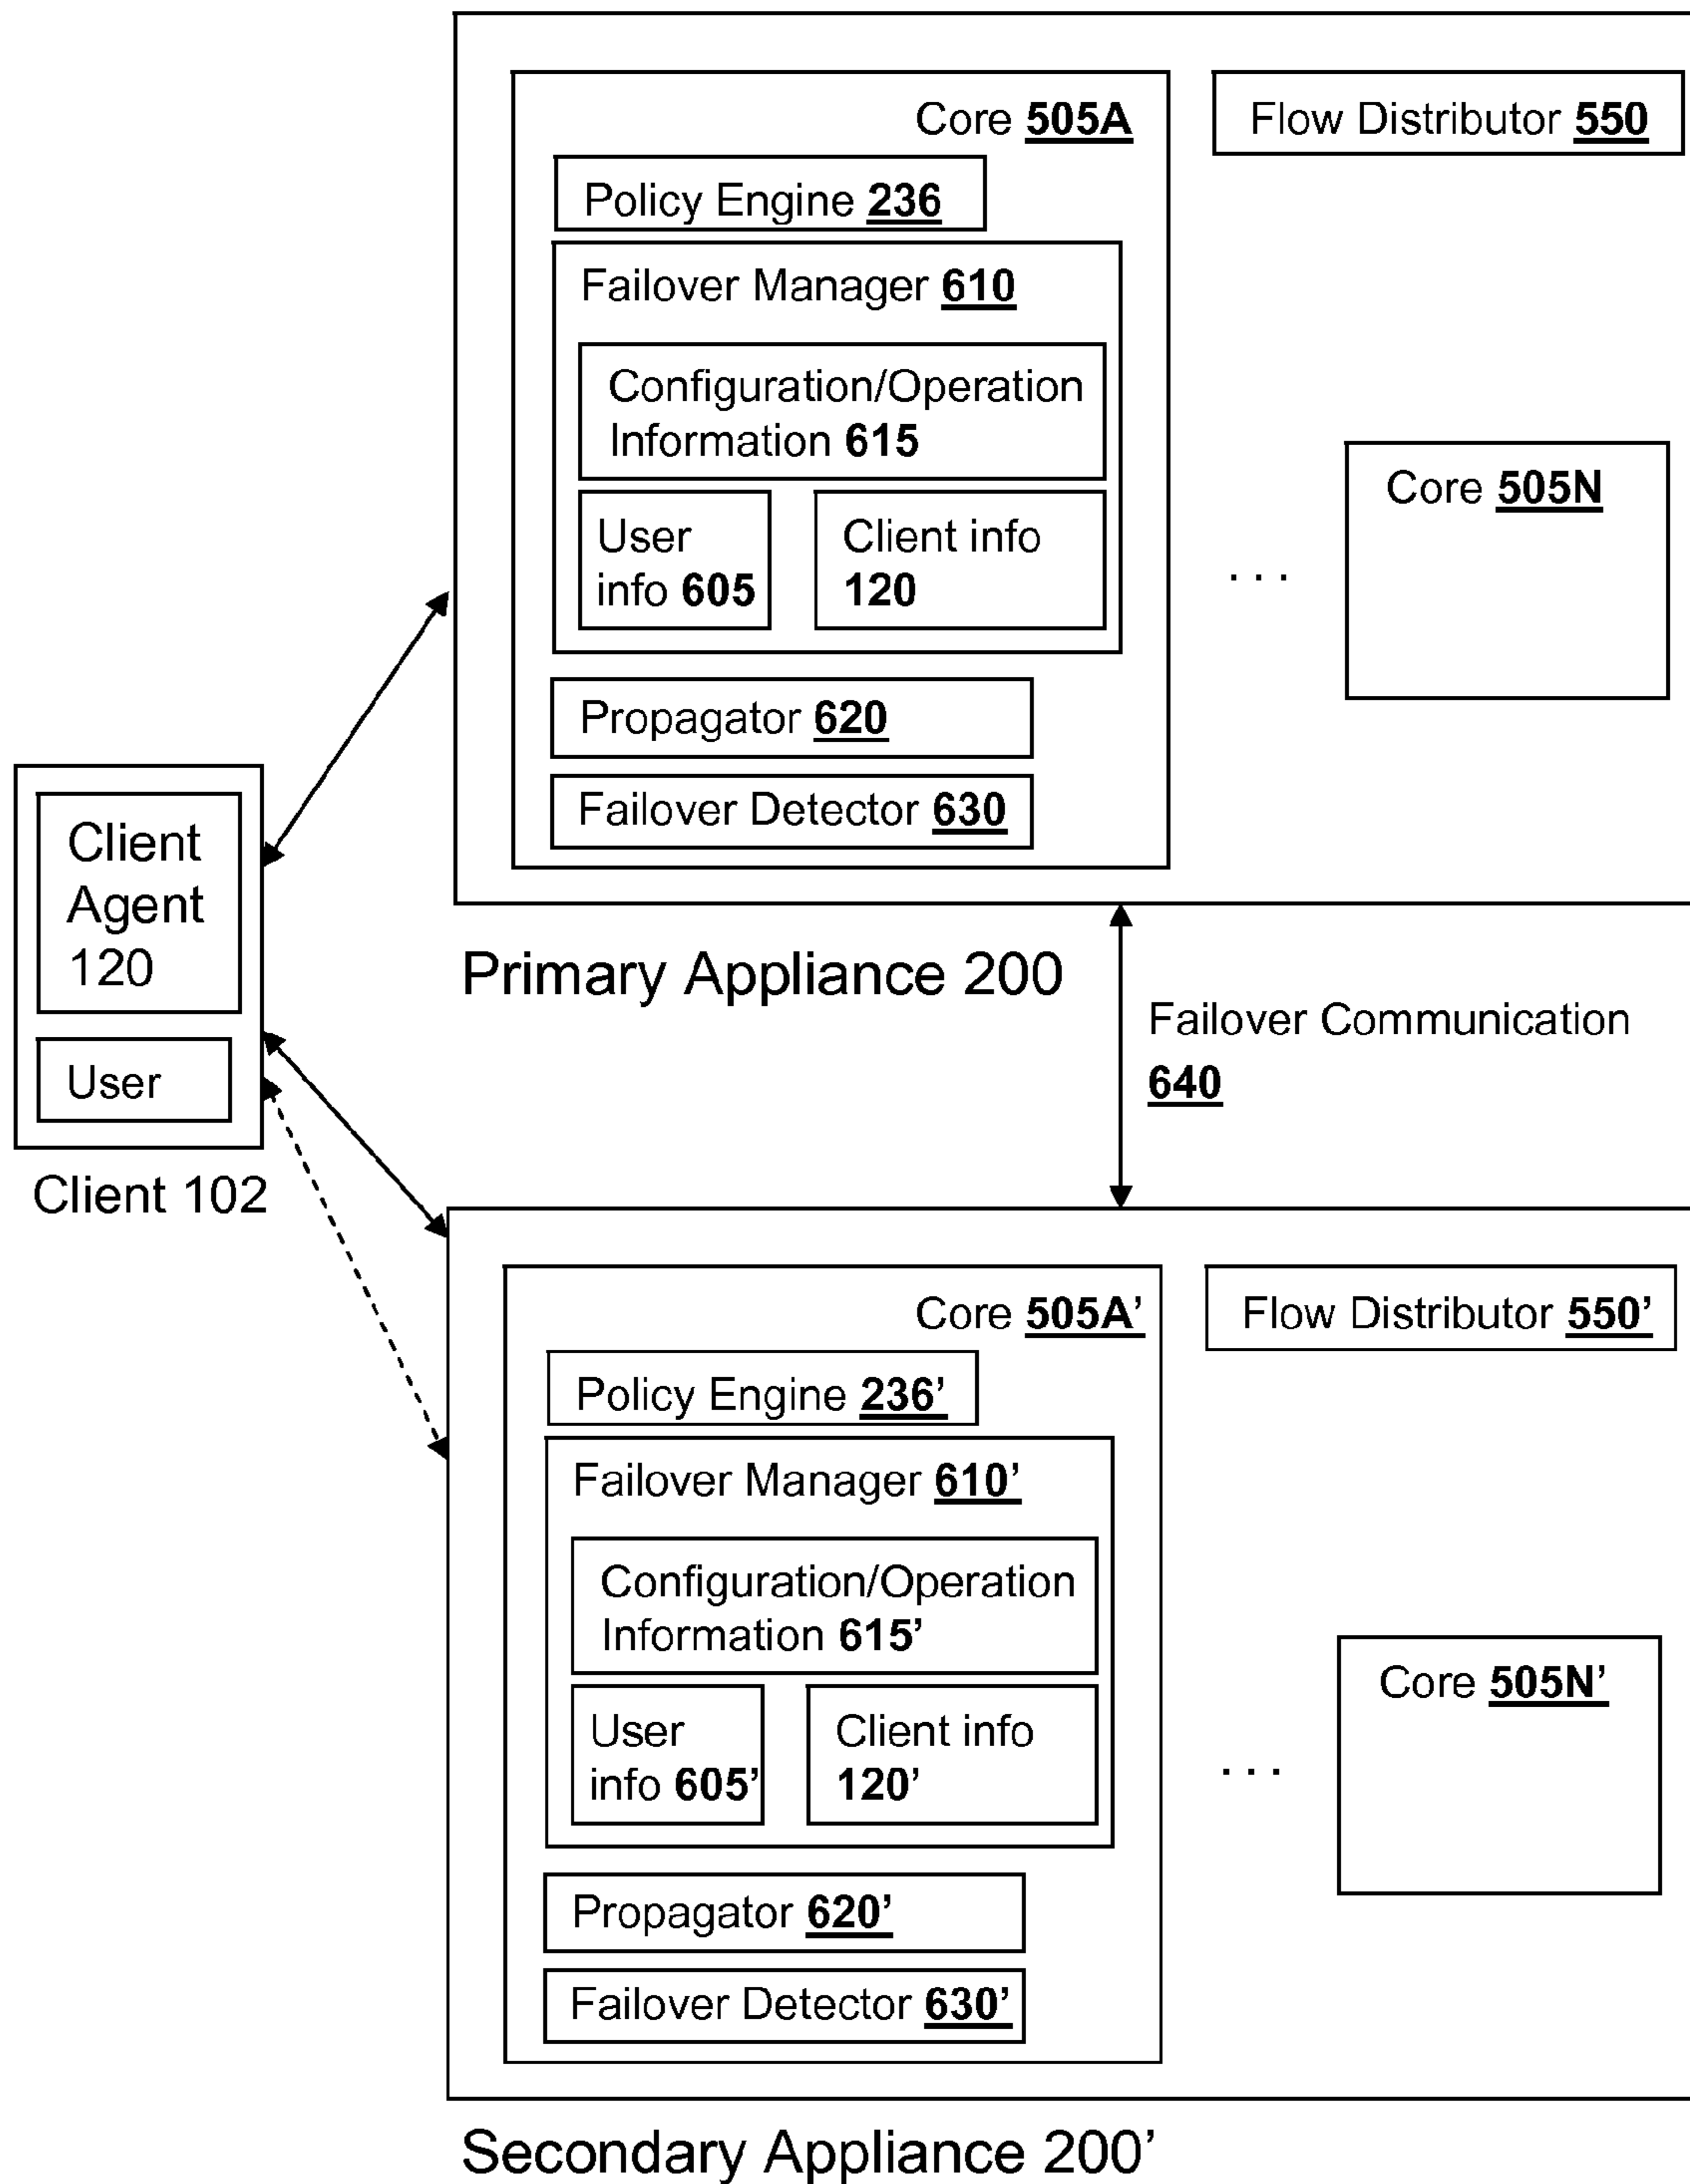 Core 505A
Flow Distributor 550
Policy Engine 236
Failover Manager 610
Configuration/Operation
Information 615
User
info 605
Client info
120
. . .
Core 505N
Propagator 620
Failover Detector 630
Primary Appliance 200
Client
Agent
120
User
Client 102
Failover Communication
640
Core 505A’
Flow Distributor 550’
Policy Engine 236’
Failover Manager 610’
Configuration/Operation
Information 615’
User
info 605’
Client info
120’
. . .
Core 505N’
Propagator 620’
Failover Detector 630’
Secondary Appliance 200’